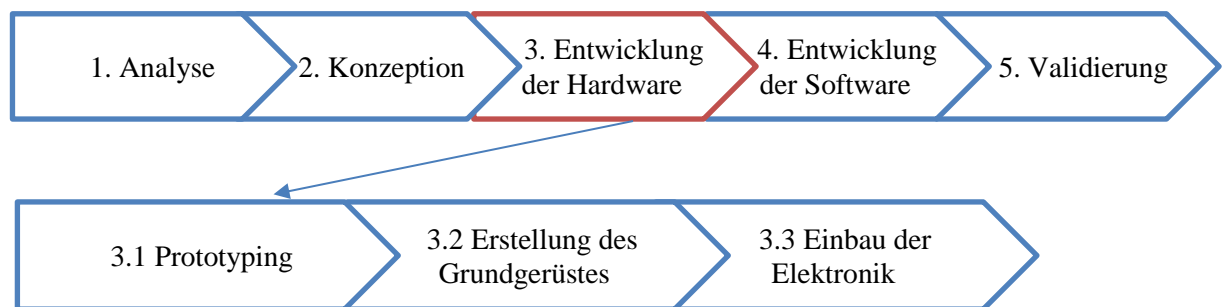 1. Analyse
2. Konzeption
3. Entwicklung
der Hardware
4. Entwicklung
der Software
5. Validierung
3.1 Prototyping
3.2 Erstellung des
Grundgerüstes
3.3 Einbau der
Elektronik